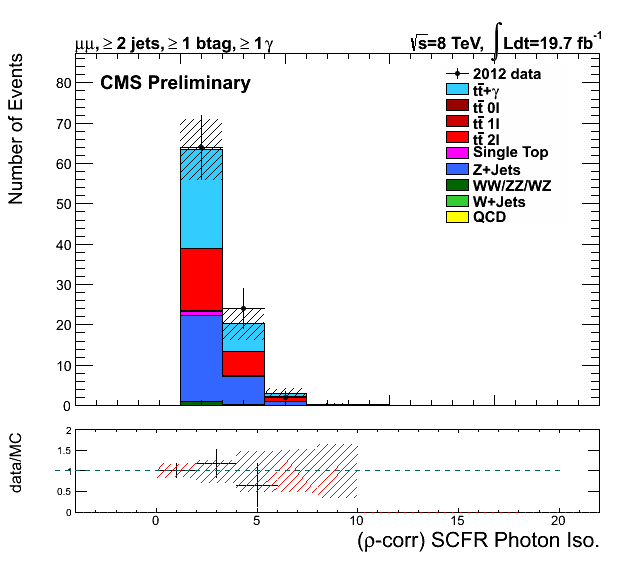 μμ, ≥ 2 jets, ≥ 1 btag, ≥ 1 γ
√s=8 TeV, ∫ Ldt=19.7 fb⁻¹
CMS Preliminary
2012 data
tt̄+γ
tt̄ 0l
tt̄ 1l
tt̄ 2l
Single Top
Z+Jets
WW/ZZ/WZ
W+Jets
QCD
Number of Events
80
70
60
50
40
30
20
10
0
data/MC
2
1.5
1
0.5
0
0 5 10 15 20
(ρ-corr) SCFR Photon Iso.